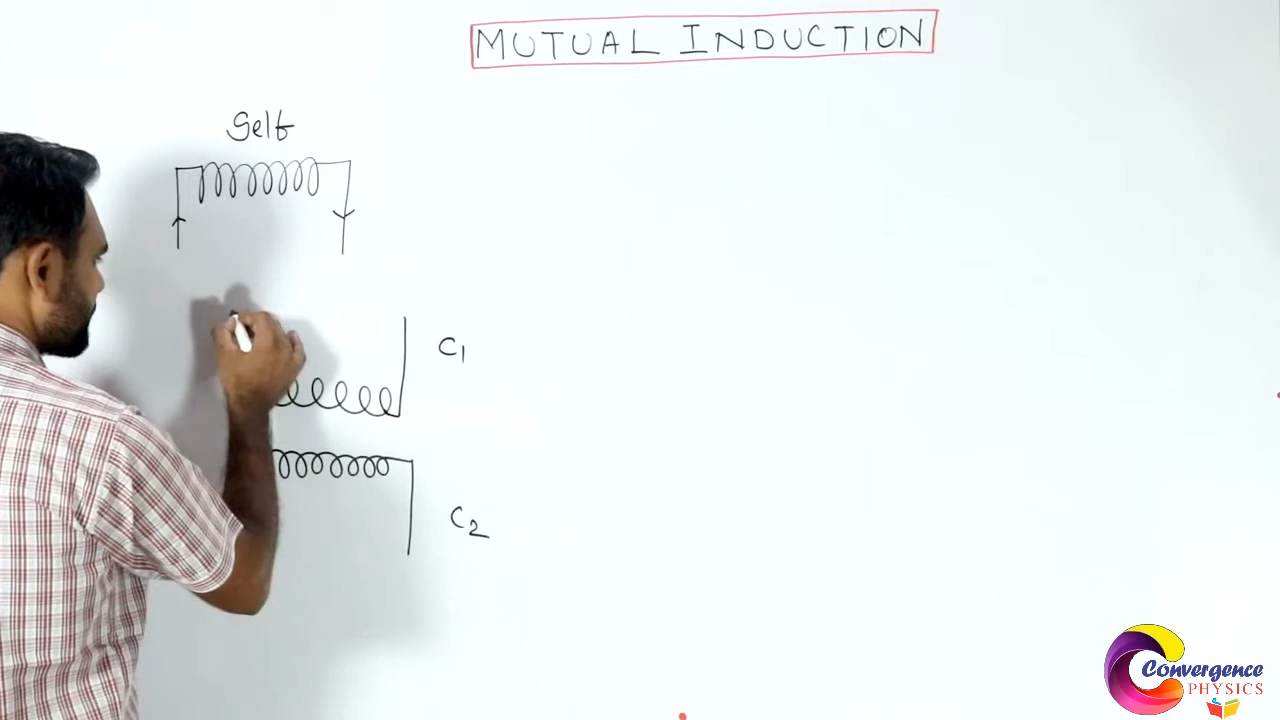 MUTUAL INDUCTION
Self
C1
C2
Convergence
PHYSICS